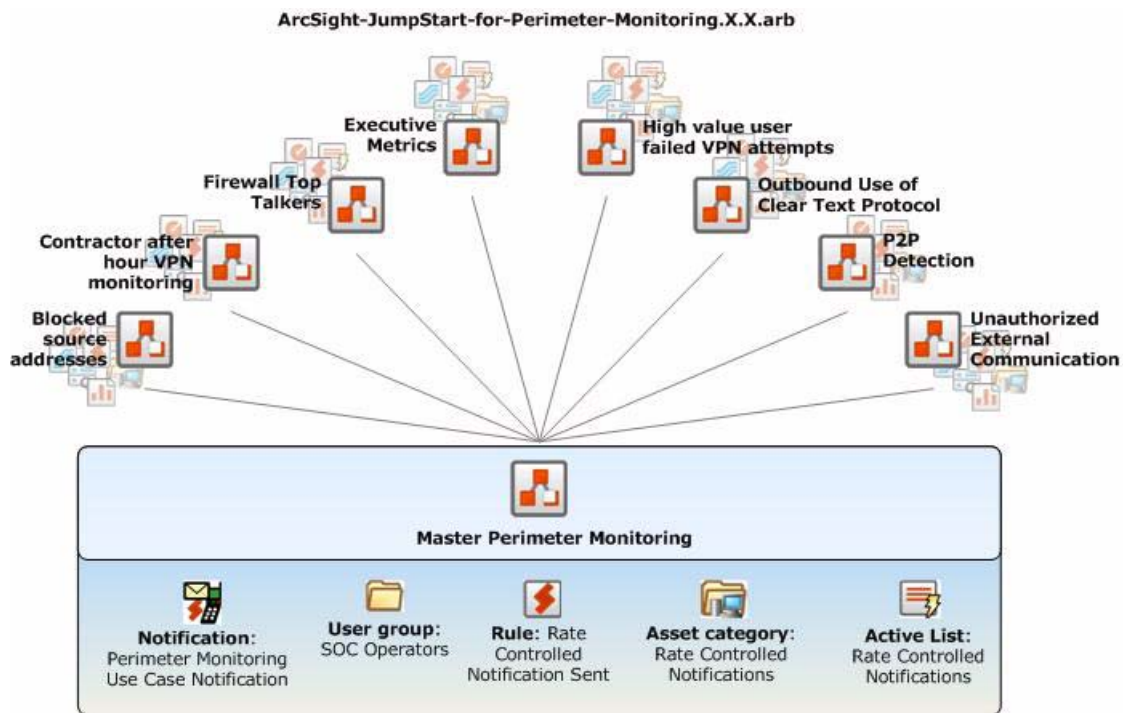 ArcSight-JumpStart-for-Perimeter-Monitoring.X.X.arb
Executive
Metrics
High value user
failed VPN attempts
Firewall Top
Talkers
Outbound Use of
Clear Text Protocol
Contractor after
hour VPN
monitoring
P2P
Detection
Blocked
source
addresses
Unauthorized
External
Communication
Master Perimeter Monitoring
Notification:
Perimeter Monitoring
Use Case Notification
User group:
SOC Operators
Rule: Rate
Controlled
Notification Sent
Asset category:
Rate Controlled
Notifications
Active List:
Rate Controlled
Notifications